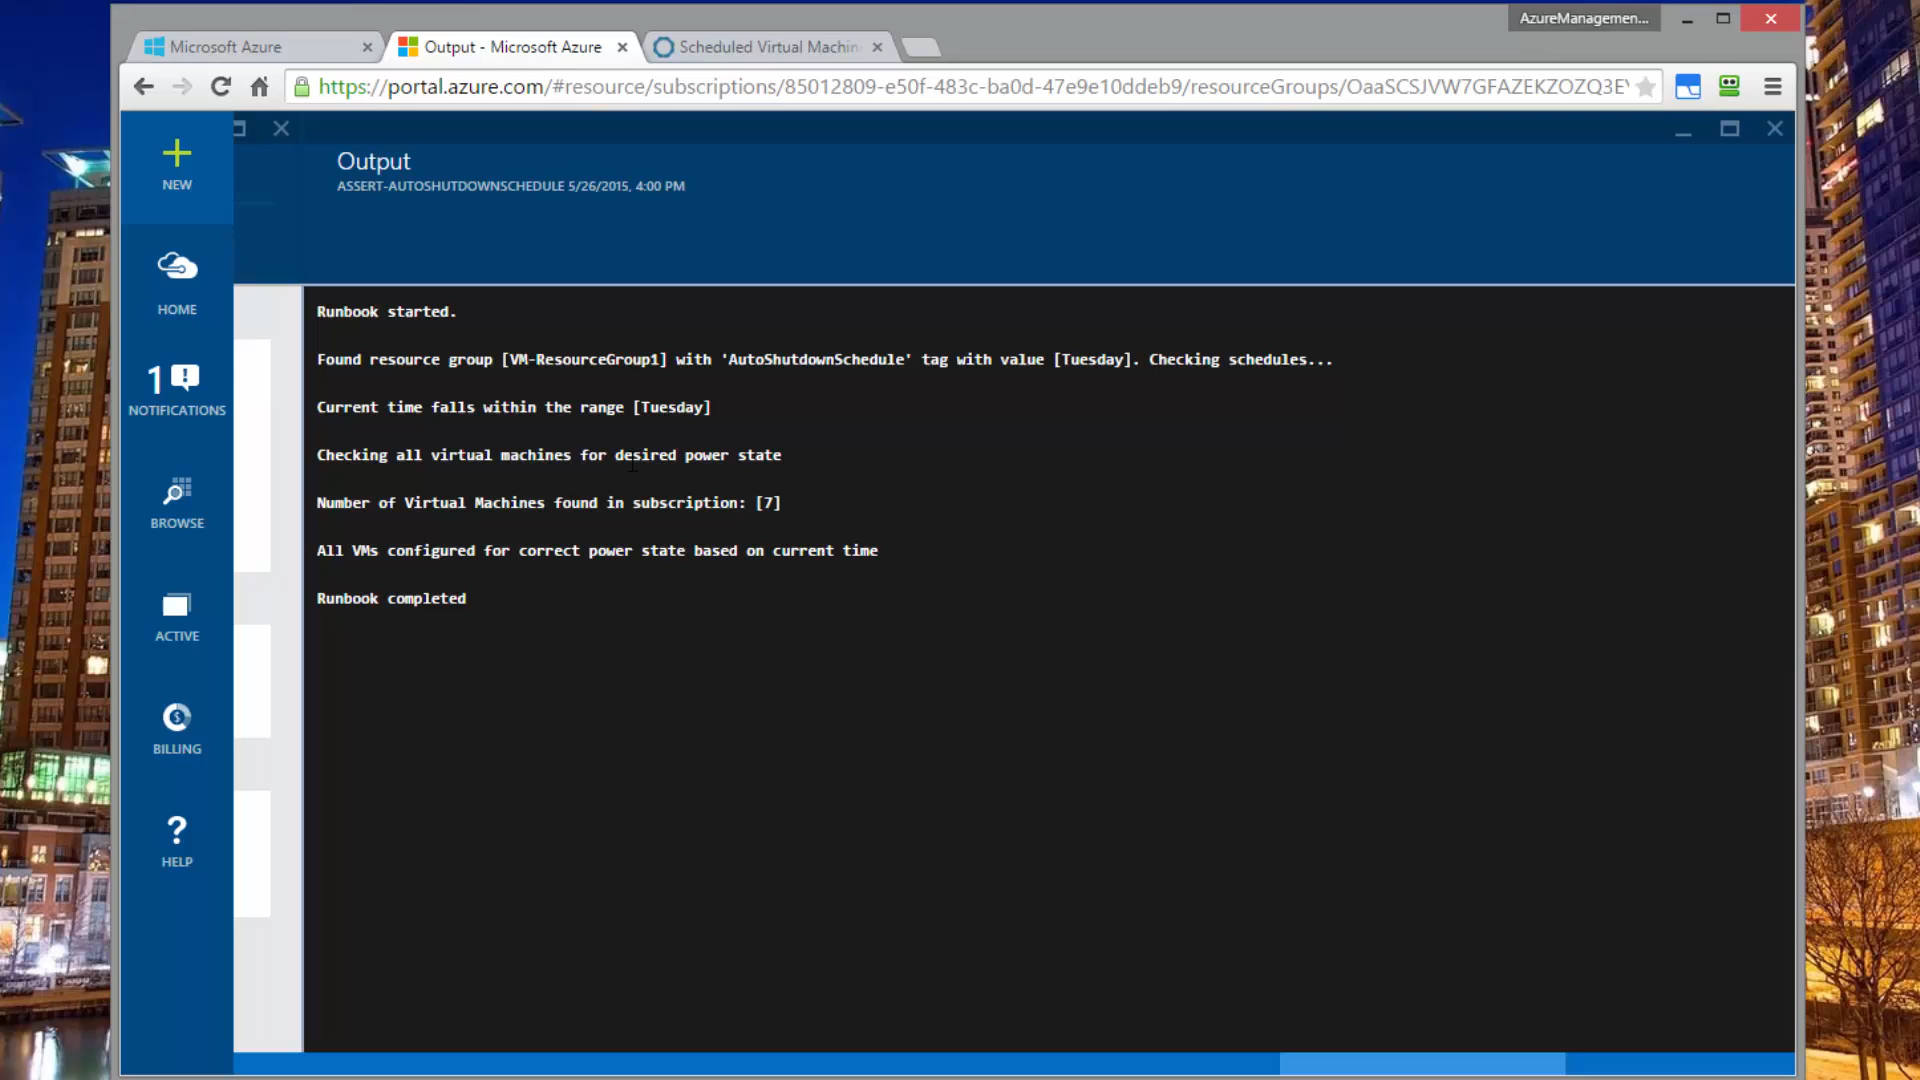 AzureManagemen...
Microsoft Azure
Output - Microsoft Azure
Scheduled Virtual Machin
https://portal.azure.com/#resource/subscriptions/85012809-e50f-483c-ba0d-47e9e10ddeb9/resourceGroups/OaaSCSJVW7GFAZEKZOZQ3E
NEW
HOME
1
NOTIFICATIONS
BROWSE
ACTIVE
BILLING
HELP
Output
ASSERT-AUTOSHUTDOWNSCHEDULE 5/26/2015, 4:00 PM
Runbook started.
Found resource group [VM-ResourceGroup1] with 'AutoShutdownSchedule' tag with value [Tuesday]. Checking schedules...
Current time falls within the range [Tuesday]
Checking all virtual machines for desired power state
Number of Virtual Machines found in subscription: [7]
All VMs configured for correct power state based on current time
Runbook completed